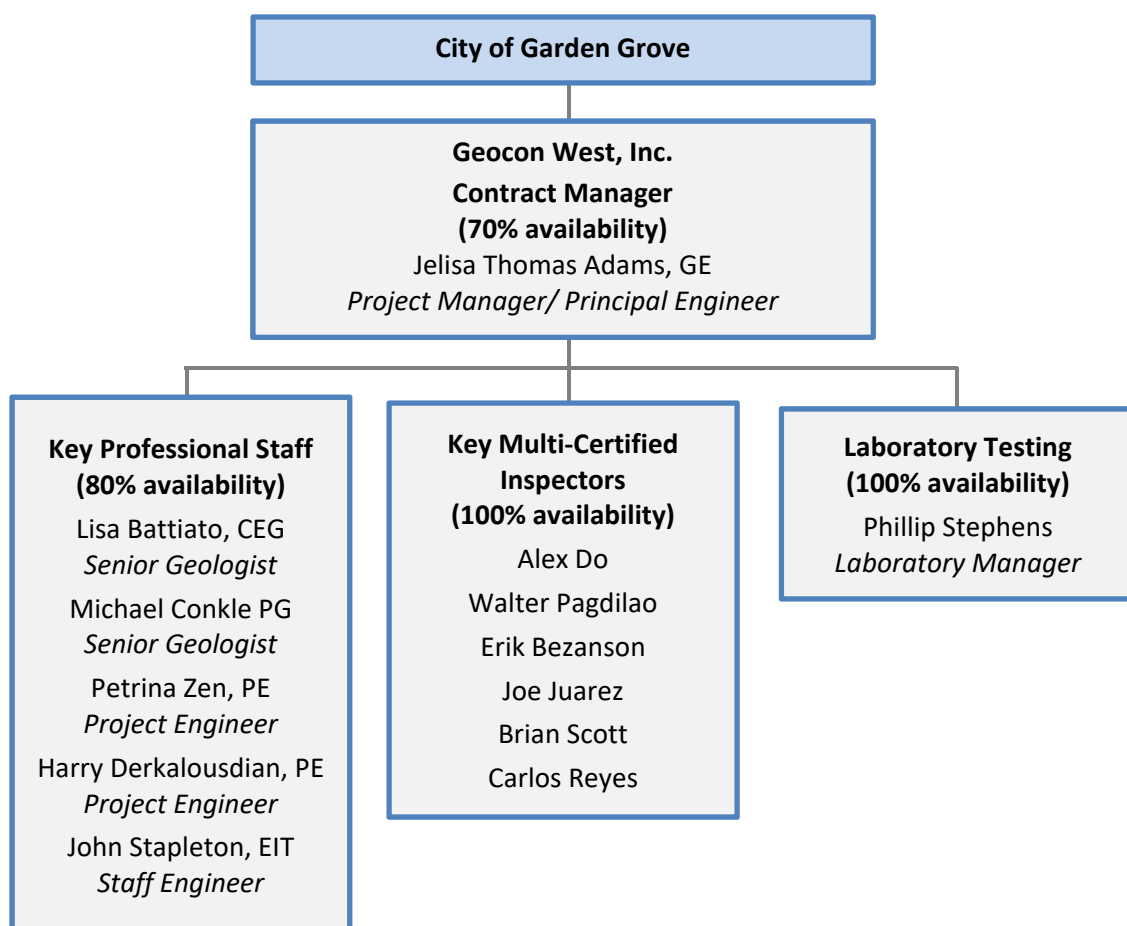 City of Garden Grove
Geocon West, Inc.
Contract Manager
(70% availability)
Jelisa Thomas Adams, GE
Project Manager/ Principal Engineer
Key Professional Staff
(80% availability)
Lisa Battiato, CEG
Senior Geologist
Michael Conkle PG
Senior Geologist
Petrina Zen, PE
Project Engineer
Harry Derkalousdian, PE
Project Engineer
John Stapleton, EIT
Staff Engineer
Key Multi-Certified
Inspectors
(100% availability)
Alex Do
Walter Pagdilao
Erik Bezanson
Joe Juarez
Brian Scott
Carlos Reyes
Laboratory Testing
(100% availability)
Phillip Stephens
Laboratory Manager